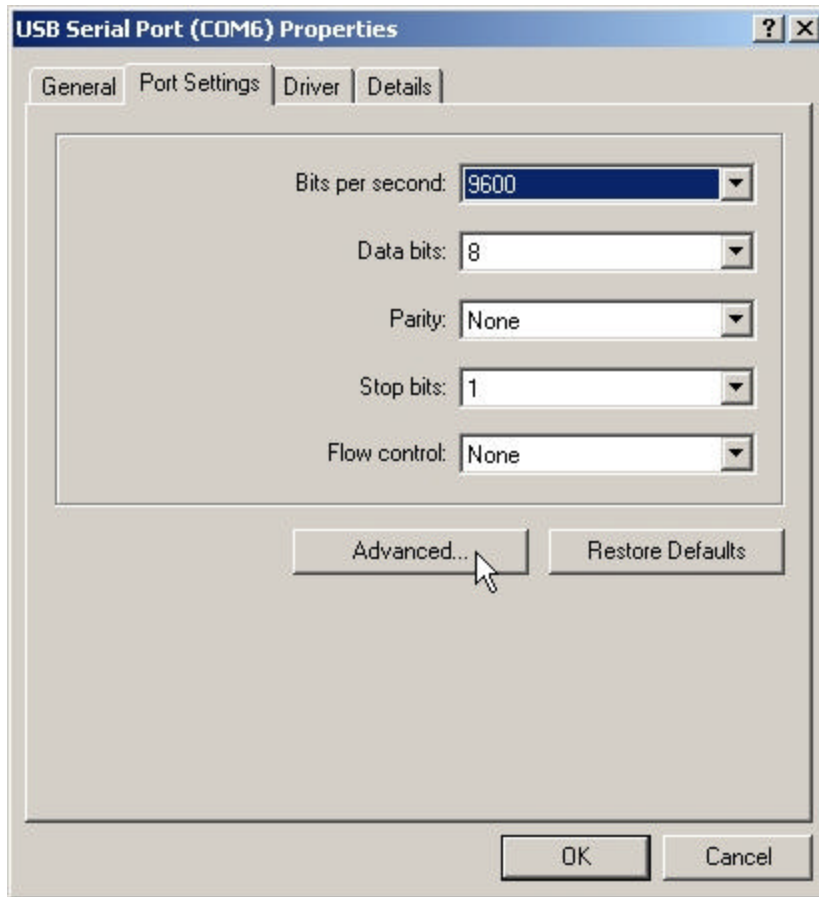 USB Serial Port (COM6) Properties
General Port Settings Driver Details
Bits per second: 9600
Data bits: 8
Parity: None
Stop bits: 1
Flow control: None
Advanced... Restore Defaults
OK Cancel